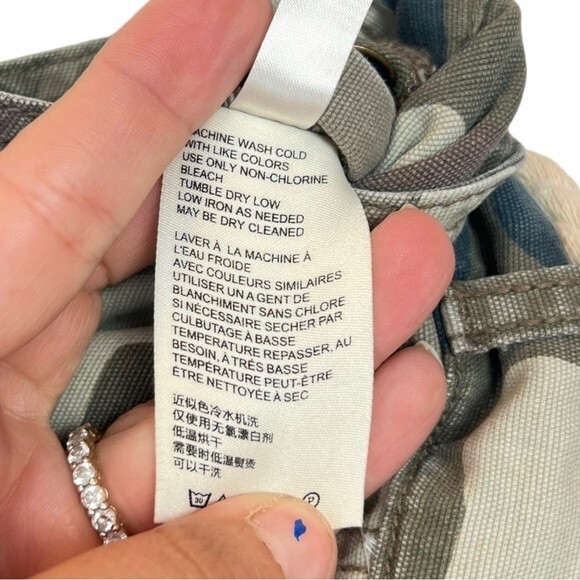 MACHINE WASH COLD
WITH LIKE COLORS
USE ONLY NON-CHLORINE
BLEACH
TUMBLE DRY LOW
LOW IRON AS NEEDED
MAY BE DRY CLEANED
LAVER À LA MACHINE À
L'EAU FROIDE
AVEC COULEURS SIMILAIRES
UTILISER UN AGENT DE
BLANCHIMENT SANS CHLORE
SI NÉCESSAIRE SECHER PAR
CULBUTAGE À BASSE
TEMPÉRATURE REPASSER, AU
BESOIN, À TRÈS BASSE
TEMPÉRATURE PEUT-ÊTRE
ÊTRE NETTOYÉE À SEC
近似色冷水机洗
仅使用无氯漂白剂
低温烘干
需要时低温熨烫
可以干洗
30 P